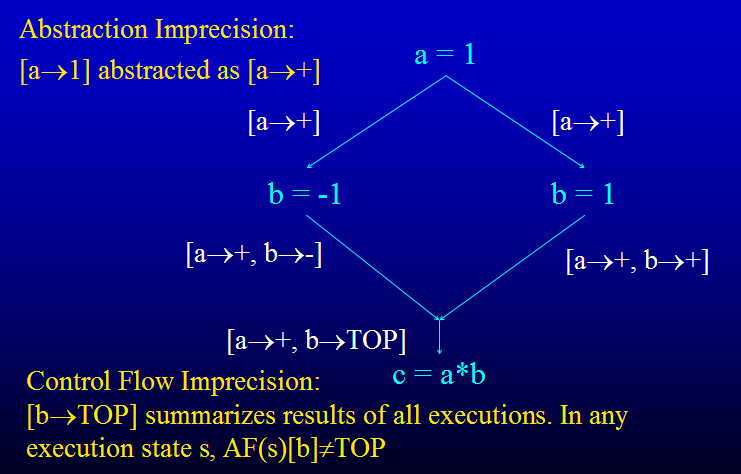 Abstraction Imprecision:
[a→1] abstracted as [a→+]
a = 1
[a→+]
[a→+]
b = -1
b = 1
[a→+, b→-]
[a→+, b→+]
[a→+, b→TOP]
c = a*b
Control Flow Imprecision:
[b→TOP] summarizes results of all executions. In any
execution state s, AF(s)[b]≠TOP